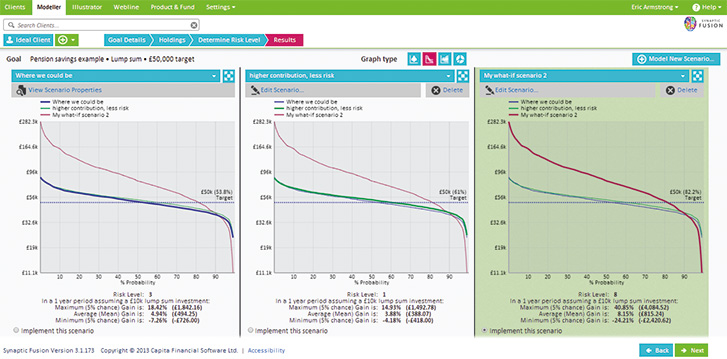 Clients Modeller Illustrator Webline Product & Fund Settings Eric Armstrong Help
Search Clients...
SYNAPTIC
FUSION
Ideal Client Goal Details Holdings Determine Risk Level Results
Goal Pension savings example • Lump sum • £50,000 target Graph type Model New Scenario...
Where we could be
View Scenario Properties
Where we could be
higher contribution, less risk
My what-if scenario 2
£282.3k
£164.6k
£96k
£56k
£32.6k
£19k
£11.1k
£50k (53.8%)
Target
10 20 30 40 50 60 70 80 90
% Probability
Risk Level: 3
In a 1 year period assuming a £10k lump sum investment:
Maximum (5% chance) Gain is: 18.42% (£1,842.16)
Average (Mean) Gain is: 4.94% (£494.25)
Minimum (5% chance) Gain is: -7.26% (-£726.00)
Implement this scenario
higher contribution, less risk
Edit Scenario... Delete
Where we could be
higher contribution, less risk
My what-if scenario 2
£282.3k
£164.6k
£96k
£56k
£32.6k
£19k
£11.1k
£50k (61%)
Target
10 20 30 40 50 60 70 80 90
% Probability
Risk Level: 1
In a 1 year period assuming a £10k lump sum investment:
Maximum (5% chance) Gain is: 14.93% (£1,492.78)
Average (Mean) Gain is: 3.88% (£388.07)
Minimum (5% chance) Gain is: -4.18% (-£418.00)
Implement this scenario
My what-if scenario 2
Edit Scenario... Delete
Where we could be
higher contribution, less risk
My what-if scenario 2
£282.3k
£164.6k
£96k
£56k
£32.6k
£19k
£11.1k
£50k (82.2%)
Target
10 20 30 40 50 60 70 80 90
% Probability
Risk Level: 8
In a 1 year period assuming a £10k lump sum investment:
Maximum (5% chance) Gain is: 40.85% (£4,084.52)
Average (Mean) Gain is: 8.15% (£815.24)
Minimum (5% chance) Gain is: -24.21% (-£2,420.62)
Implement this scenario
Synaptic Fusion Version 3.1.173 Copyright © 2013 Capita Financial Software Ltd. | Accessibility Back Next